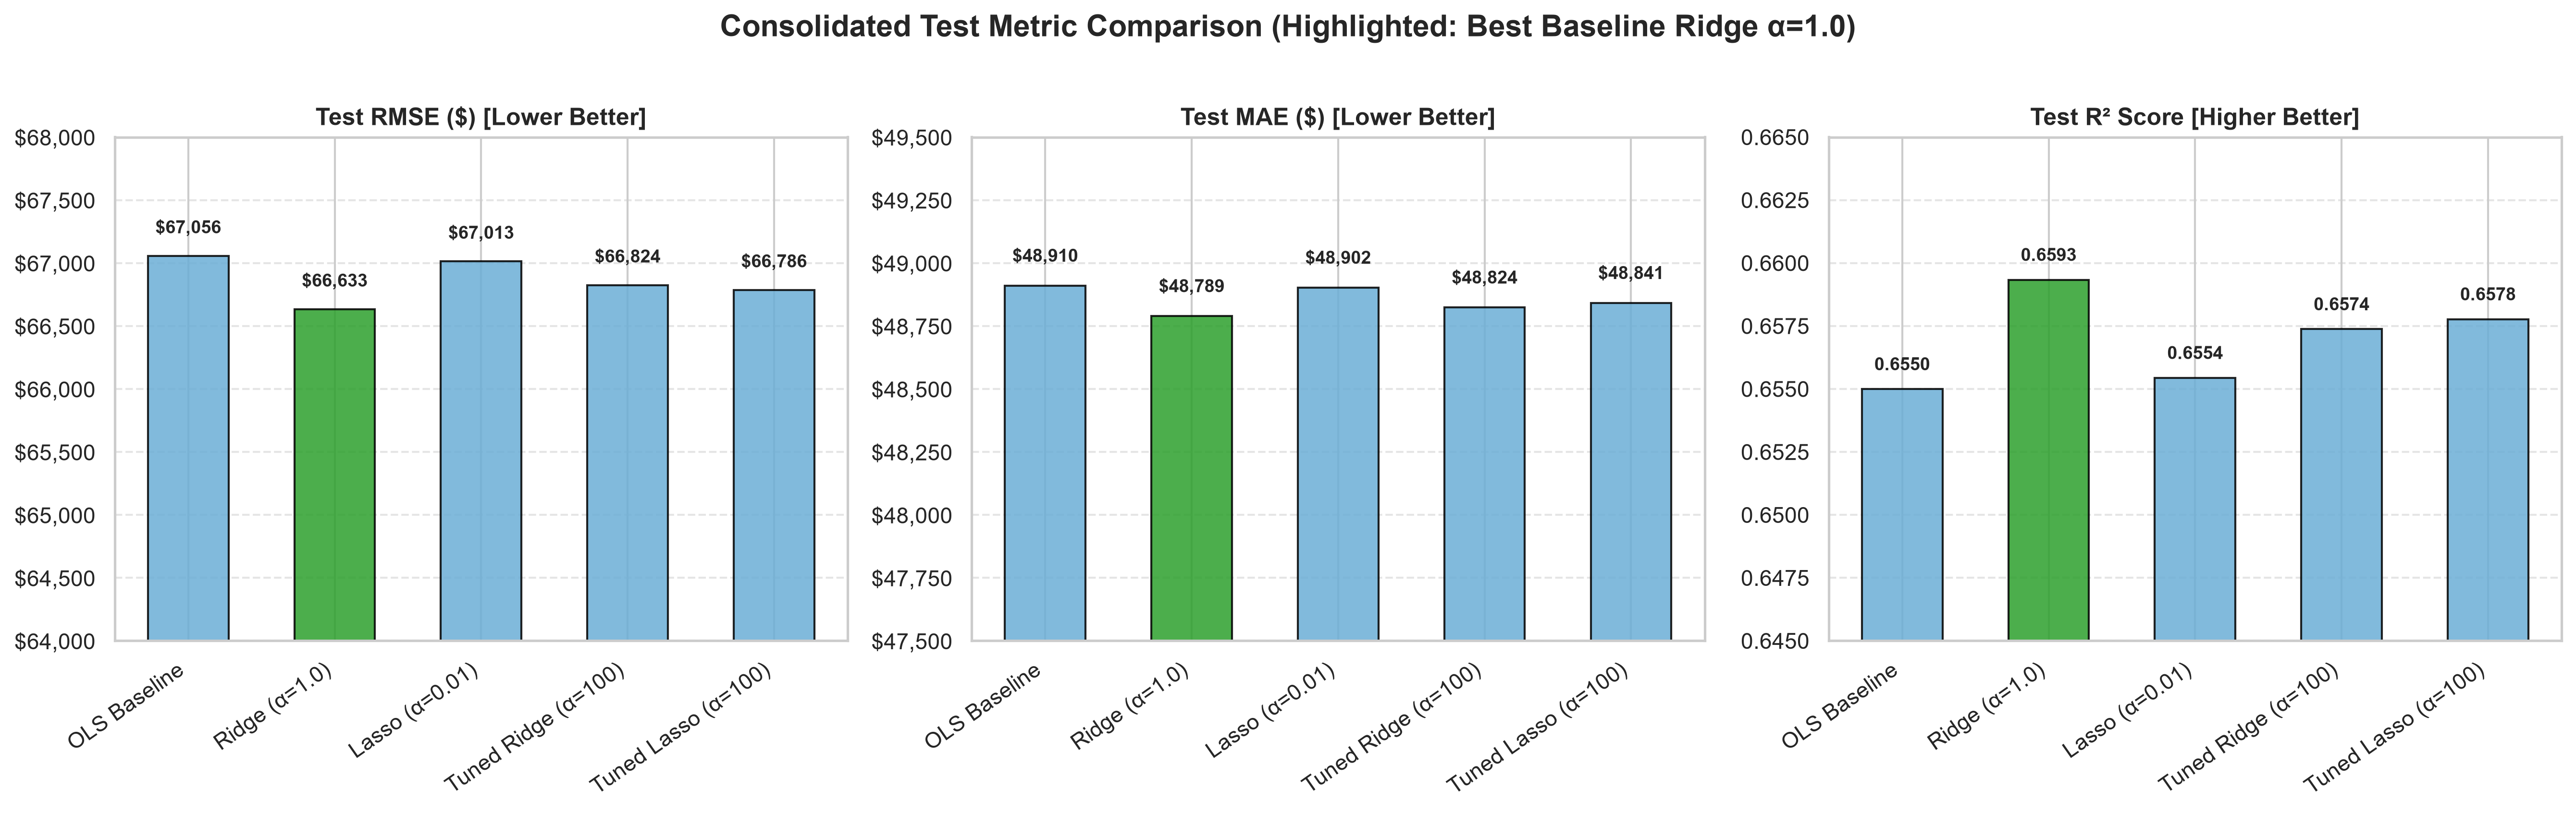 Consolidated Test Metric Comparison (Highlighted: Best Baseline Ridge α=1.0)
Test RMSE ($) [Lower Better]
$68,000
$67,500
$67,000
$66,500
$66,000
$65,500
$65,000
$64,500
$64,000
$67,056
$66,633
$67,013
$66,824
$66,786
OLS Baseline
Ridge (α=1.0)
Lasso (α=0.01)
Tuned Ridge (α=100)
Tuned Lasso (α=100)
Test MAE ($) [Lower Better]
$49,500
$49,250
$49,000
$48,750
$48,500
$48,250
$48,000
$47,750
$47,500
$48,910
$48,789
$48,902
$48,824
$48,841
OLS Baseline
Ridge (α=1.0)
Lasso (α=0.01)
Tuned Ridge (α=100)
Tuned Lasso (α=100)
Test R² Score [Higher Better]
0.6650
0.6625
0.6600
0.6575
0.6550
0.6525
0.6500
0.6475
0.6450
0.6550
0.6593
0.6554
0.6574
0.6578
OLS Baseline
Ridge (α=1.0)
Lasso (α=0.01)
Tuned Ridge (α=100)
Tuned Lasso (α=100)